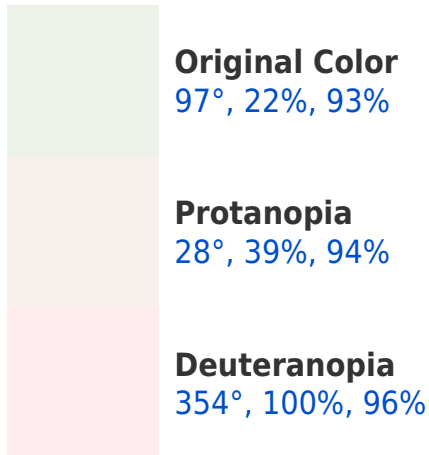 Original Color
97°, 22%, 93%
Protanopia
28°, 39%, 94%
Deuteranopia
354°, 100%, 96%